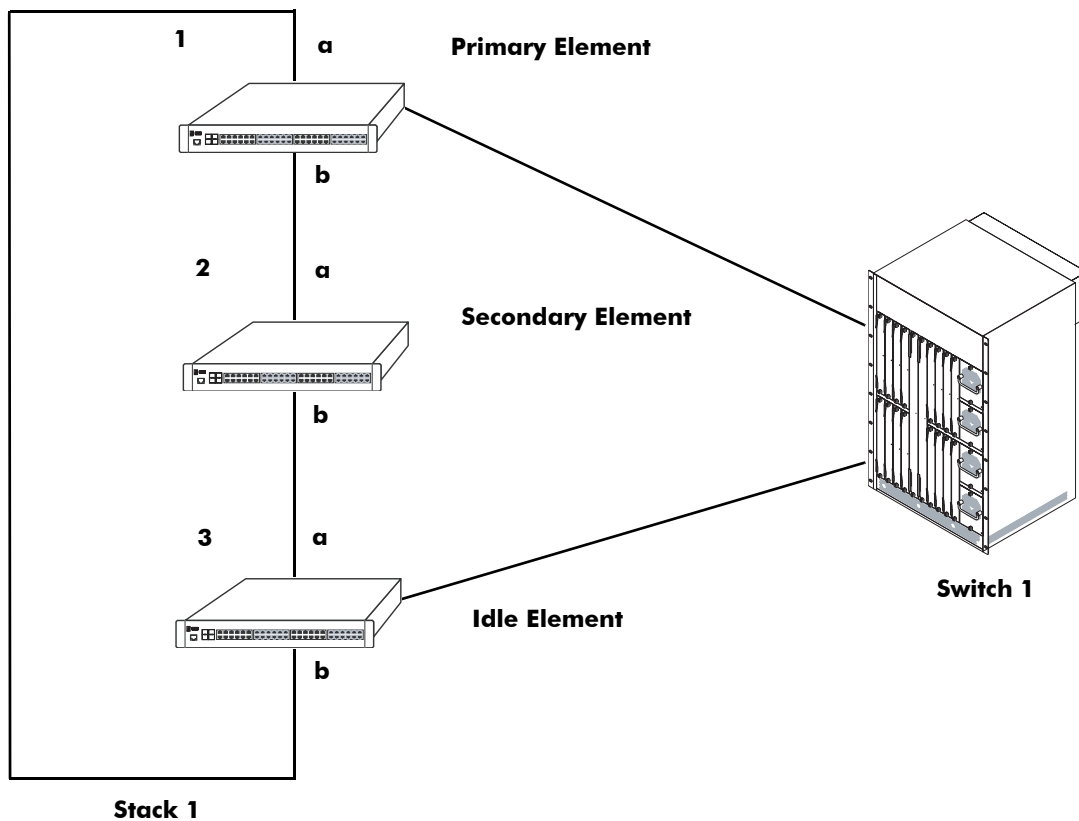 1
a
Primary Element
b
2
a
Secondary Element
b
3
a
Switch 1
Idle Element
b
Stack 1